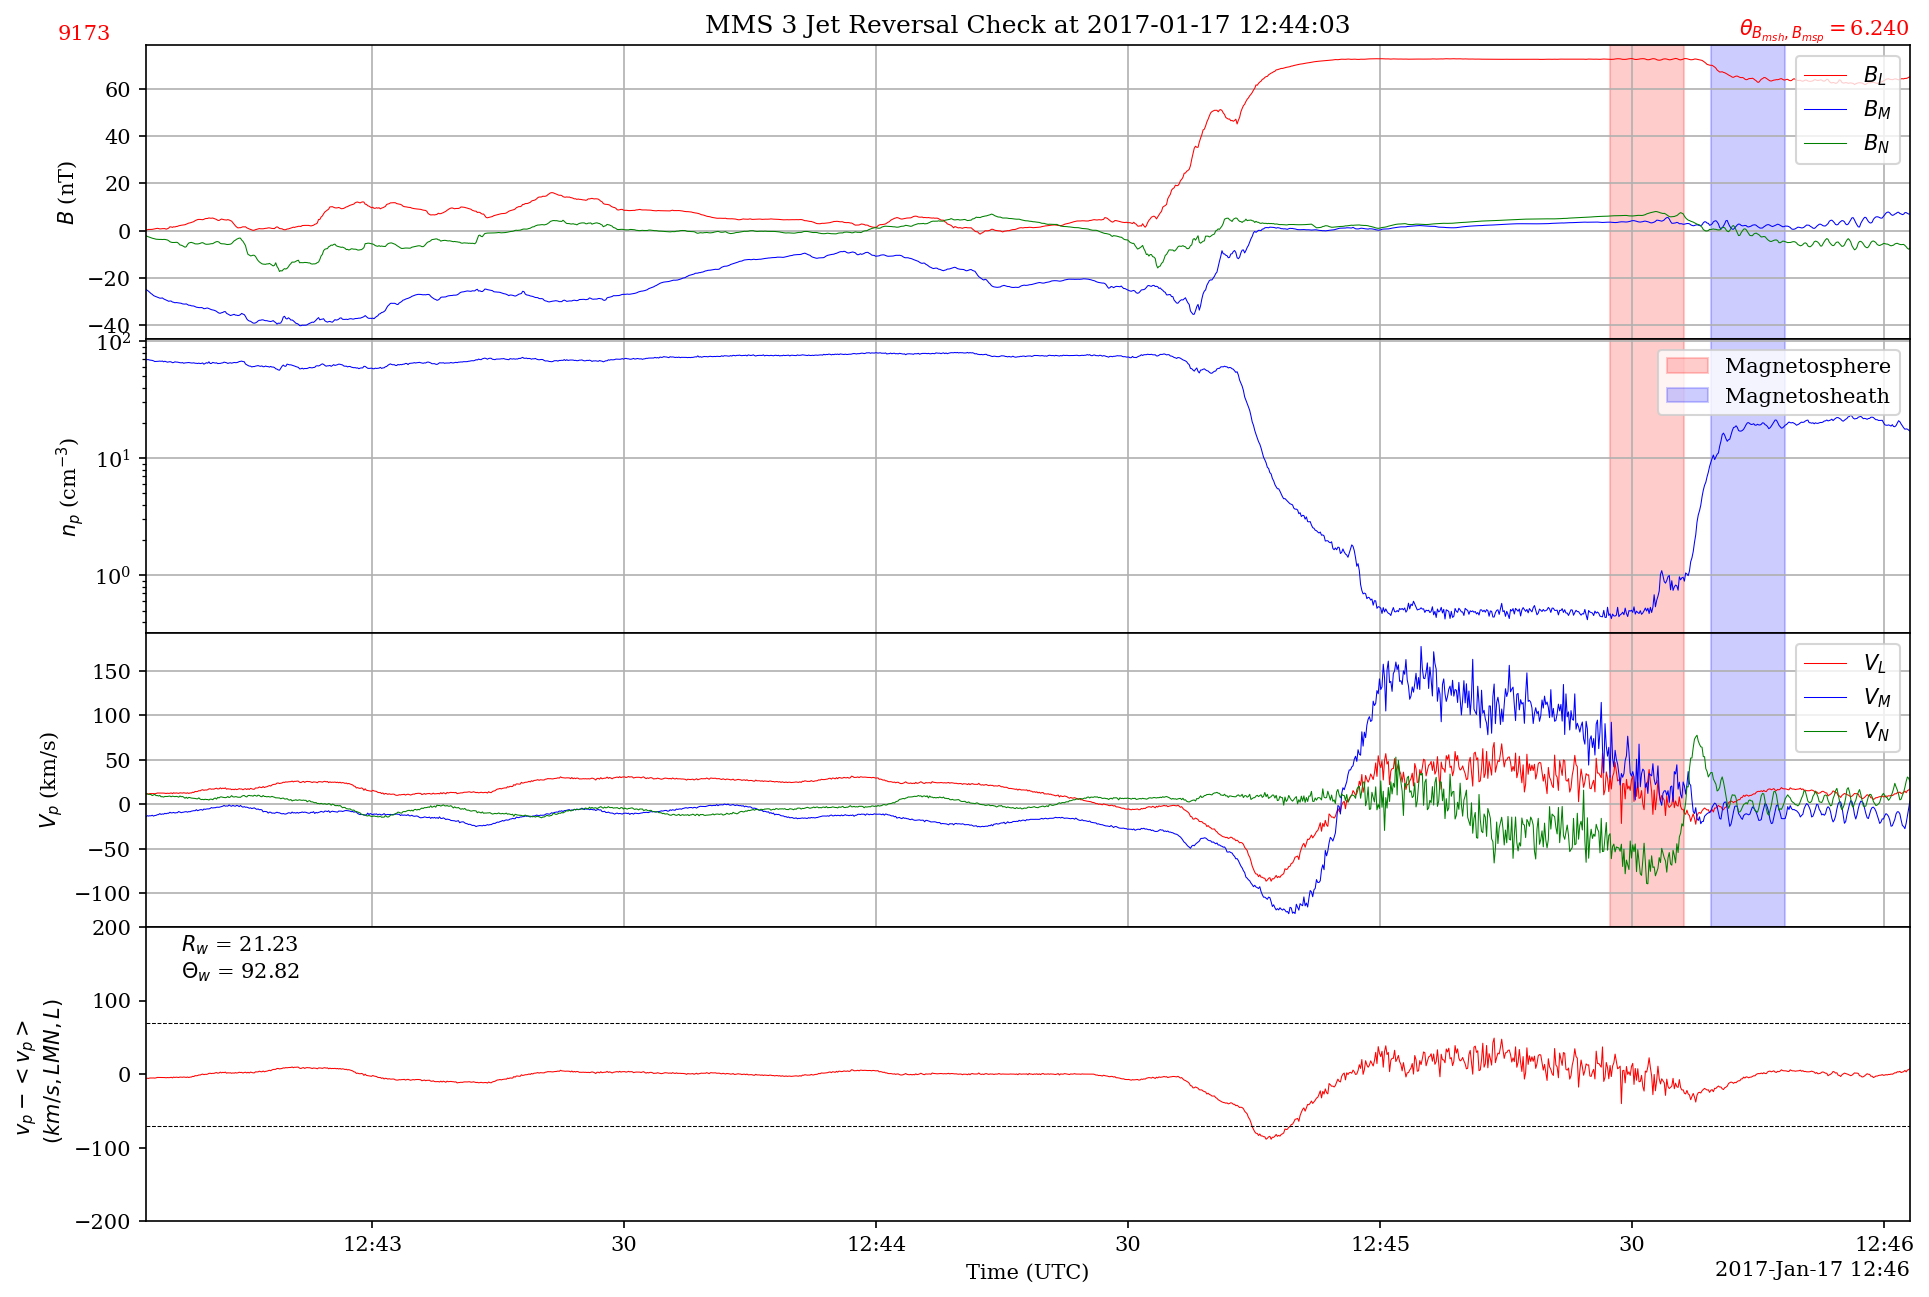 9173
MMS 3 Jet Reversal Check at 2017-01-17 12:44:03
θ_{B_{msh}, B_{msp}} = 6.240
B (nT)
60
40
20
0
−20
−40
B_L
B_M
B_N
n_p (cm^{−3})
10^2
10^1
10^0
Magnetosphere
Magnetosheath
V_p (km/s)
150
100
50
0
−50
−100
V_L
V_M
V_N
v_p − < v_p >
(km/s, LMN, L)
200
100
0
−100
−200
R_w = 21.23
Θ_w = 92.82
12:43
30
12:44
30
12:45
30
12:46
Time (UTC)
2017-Jan-17 12:46